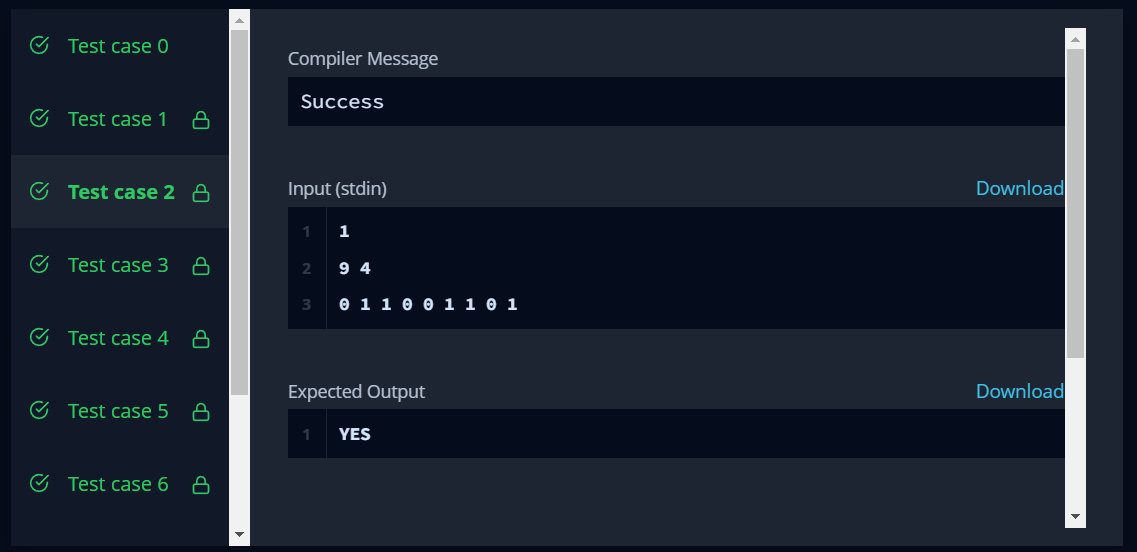 Test case 0
Test case 1
Test case 2
Test case 3
Test case 4
Test case 5
Test case 6
Compiler Message
Success
Input (stdin)
Download
1 1
2 9 4
3 0 1 1 0 0 1 1 0 1
Expected Output
Download
1 YES